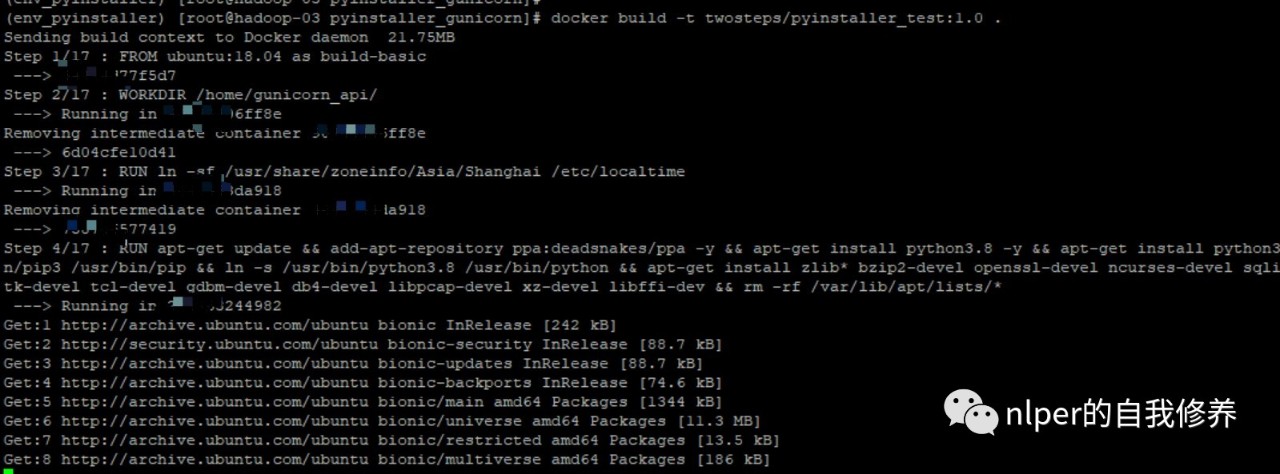 (env_pyinstaller) [root@hadoop-03 pyinstaller_gunicorn]#
(env_pyinstaller) [root@hadoop-03 pyinstaller_gunicorn]# docker build -t twosteps/pyinstaller_test:1.0 .
Sending build context to Docker daemon  21.75MB
Step 1/17 : FROM ubuntu:18.04 as build-basic
---> 77f5d7
Step 2/17 : WORKDIR /home/gunicorn_api/
---> Running in 6ff8e
Removing intermediate container 5ff8e
---> 6d04cfe10d41
Step 3/17 : RUN ln -sf /usr/share/zoneinfo/Asia/Shanghai /etc/localtime
---> Running in da918
Removing intermediate container a918
---> 577419
Step 4/17 : RUN apt-get update && add-apt-repository ppa:deadsnakes/ppa -y && apt-get install python3.8 -y && apt-get install python3
n/pip3 /usr/bin/pip && ln -s /usr/bin/python3.8 /usr/bin/python && apt-get install zlib* bzip2-devel openssl-devel ncurses-devel sqli
tk-devel tcl-devel gdbm-devel db4-devel libpcap-devel xz-devel libffi-dev && rm -rf /var/lib/apt/lists/*
---> Running in 244982
Get:1 http://archive.ubuntu.com/ubuntu bionic InRelease [242 kB]
Get:2 http://security.ubuntu.com/ubuntu bionic-security InRelease [88.7 kB]
Get:3 http://archive.ubuntu.com/ubuntu bionic-updates InRelease [88.7 kB]
Get:4 http://archive.ubuntu.com/ubuntu bionic-backports InRelease [74.6 kB]
Get:5 http://archive.ubuntu.com/ubuntu bionic/main amd64 Packages [1344 kB]
Get:6 http://archive.ubuntu.com/ubuntu bionic/universe amd64 Packages [11.3 MB]
Get:7 http://archive.ubuntu.com/ubuntu bionic/restricted amd64 Packages [13.5 kB]
Get:8 http://archive.ubuntu.com/ubuntu bionic/multiverse amd64 Packages [186 kB]
nlper的自我修养